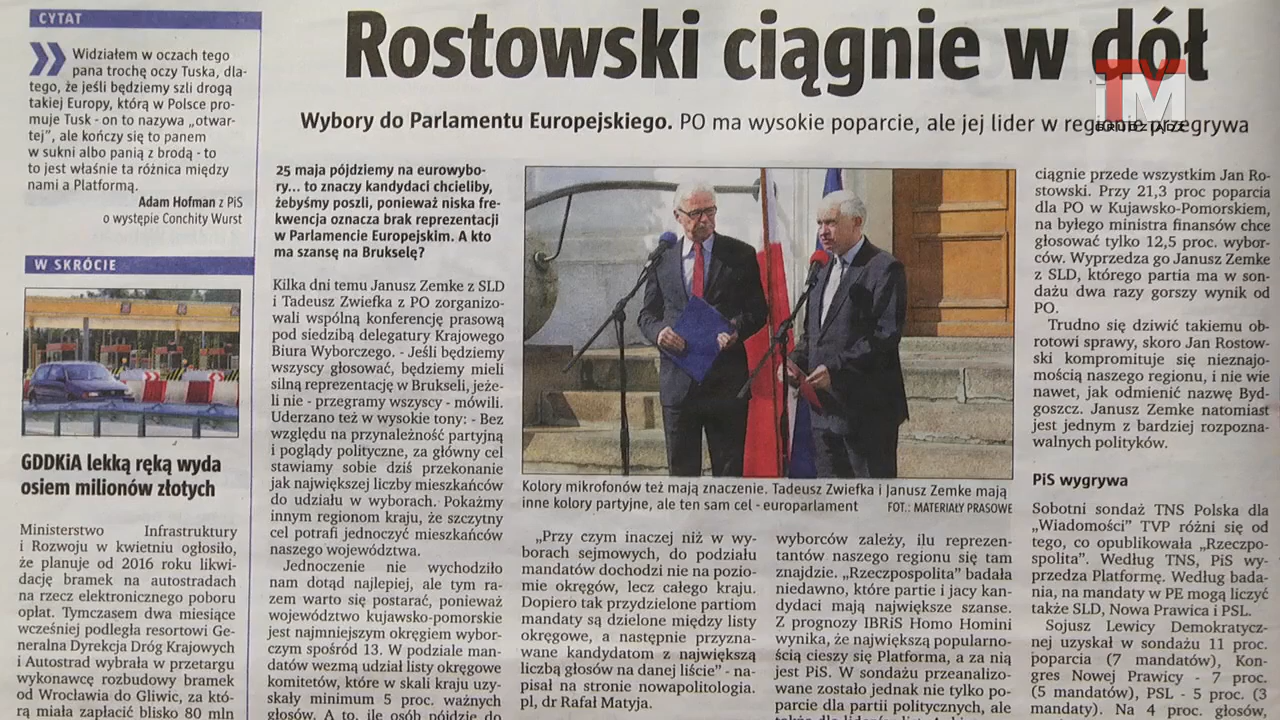 CYTAT
Widziałem w oczach tego
pana trochę oczy Tuska, dla-
tego, że jeśli będziemy szli drogą
takiej Europy, którą w Polsce pro-
muje Tusk - on to nazywa „otwar-
tej”, ale kończy się to panem
w sukni albo panią z brodą - to
to jest właśnie ta różnica między
nami a Platformą.
Adam Hofman z PiS
o występie Conchity Wurst
W SKRÓCIE
GDDKiA lekką ręką wyda
osiem milionów złotych
Ministerstwo Infrastruktury
i Rozwoju w kwietniu ogłosiło,
że planuje od 2016 roku likwi-
dację bramek na autostradach
na rzecz elektronicznego poboru
opłat. Tymczasem dwa miesiące
wcześniej podległa resortowi Ge-
neralna Dyrekcja Dróg Krajowych
i Autostrad wybrała w przetargu
wykonawcę rozbudowy bramek
od Wrocławia do Gliwic, za któ-
rą miała zapłacić blisko 80 mln
Rostowski ciągnie w dół
Wybory do Parlamentu Europejskiego. PO ma wysokie poparcie, ale jej lider w regionie przegrywa
25 maja pójdziemy na eurowybo-
ry... to znaczy kandydaci chcieliby,
żebyśmy poszli, ponieważ niska fre-
kwencja oznacza brak reprezentacji
w Parlamencie Europejskim. A kto
ma szansę na Brukselę?
Kilka dni temu Janusz Zemke z SLD
i Tadeusz Zwiefka z PO zorganizo-
wali wspólną konferencję prasową
pod siedzibą delegatury Krajowego
Biura Wyborczego. - Jeśli będziemy
wszyscy głosować, będziemy mieli
silną reprezentację w Brukseli, jeże-
li nie - przegramy wszyscy - mówili.
Uderzano też w wysokie tony: - Bez
względu na przynależność partyjną
i poglądy polityczne, za główny cel
stawiamy sobie dziś przekonanie
jak największej liczby mieszkańców
do udziału w wyborach. Pokażmy
innym regionom kraju, że szczytny
cel potrafi jednoczyć mieszkańców
naszego województwa.
Jednoczenie nie wychodziło
nam dotąd najlepiej, ale tym ra-
zem warto się postarać, ponieważ
województwo kujawsko-pomorskie
jest najmniejszym okręgiem wybor-
czym spośród 13. W podziale man-
datów wezmą udział listy okręgowe
komitetów, które w skali kraju uzy-
skały minimum 5 proc. ważnych
głosów. A to, ile osób pójdzie do
Kolory mikrofonów też mają znaczenie. Tadeusz Zwiefka i Janusz Zemke mają
inne kolory partyjne, ale ten sam cel - europarlament
FOT.: MATERIAŁY PRASOWE
„Przy czym inaczej niż w wy-
borach sejmowych, do podziału
mandatów dochodzi nie na pozio-
mie okręgów, lecz całego kraju.
Dopiero tak przydzielone partiom
mandaty są dzielone między listy
okręgowe, a następnie przyzna-
wane kandydatom z największą
liczbą głosów na danej liście” - na-
pisał na stronie nowapolitologia.
pl, dr Rafał Matyja.
wyborców zależy, ilu reprezen-
tantów naszego regionu się tam
znajdzie. „Rzeczpospolita” badała
niedawno, które partie i jacy kan-
dydaci mają największe szanse.
Z prognozy IBRiS Homo Homini
wynika, że największą popularno-
ścią cieszy się Platforma, a za nią
jest PiS. W sondażu przeanalizo-
wane zostało jednak nie tylko po-
parcie dla partii politycznych, ale
ciągnie przede wszystkim Jan Ro-
stowski. Przy 21,3 proc poparcia
dla PO w Kujawsko-Pomorskiem,
na byłego ministra finansów chce
głosować tylko 12,5 proc. wybor-
ców. Wyprzedza go Janusz Zemke
z SLD, którego partia ma w son-
dażu dwa razy gorszy wynik od
PO.
Trudno się dziwić takiemu ob-
rotowi sprawy, skoro Jan Rostow-
ski kompromituje się nieznajo-
mością naszego regionu, i nie wie
nawet, jak odmienić nazwę Byd-
goszcz. Janusz Zemke natomiast
jest jednym z bardziej rozpozna-
walnych polityków.
PiS wygrywa
Sobotni sondaż TNS Polska dla
„Wiadomości” TVP różni się od
tego, co opublikowała „Rzeczpo-
spolita”. Według TNS, PiS wy-
przedza Platformę. Według bada-
nia, na mandaty w PE mogą liczyć
także SLD, Nowa Prawica i PSL.
Sojusz Lewicy Demokratycz-
nej uzyskał w sondażu 11 proc.
poparcia (7 mandatów), Kon-
gres Nowej Prawicy - 7 proc.
(5 mandatów), PSL - 5 proc. (3
mandaty). Na 4 proc. głosów,
iTM
GRUDZIĄDZ